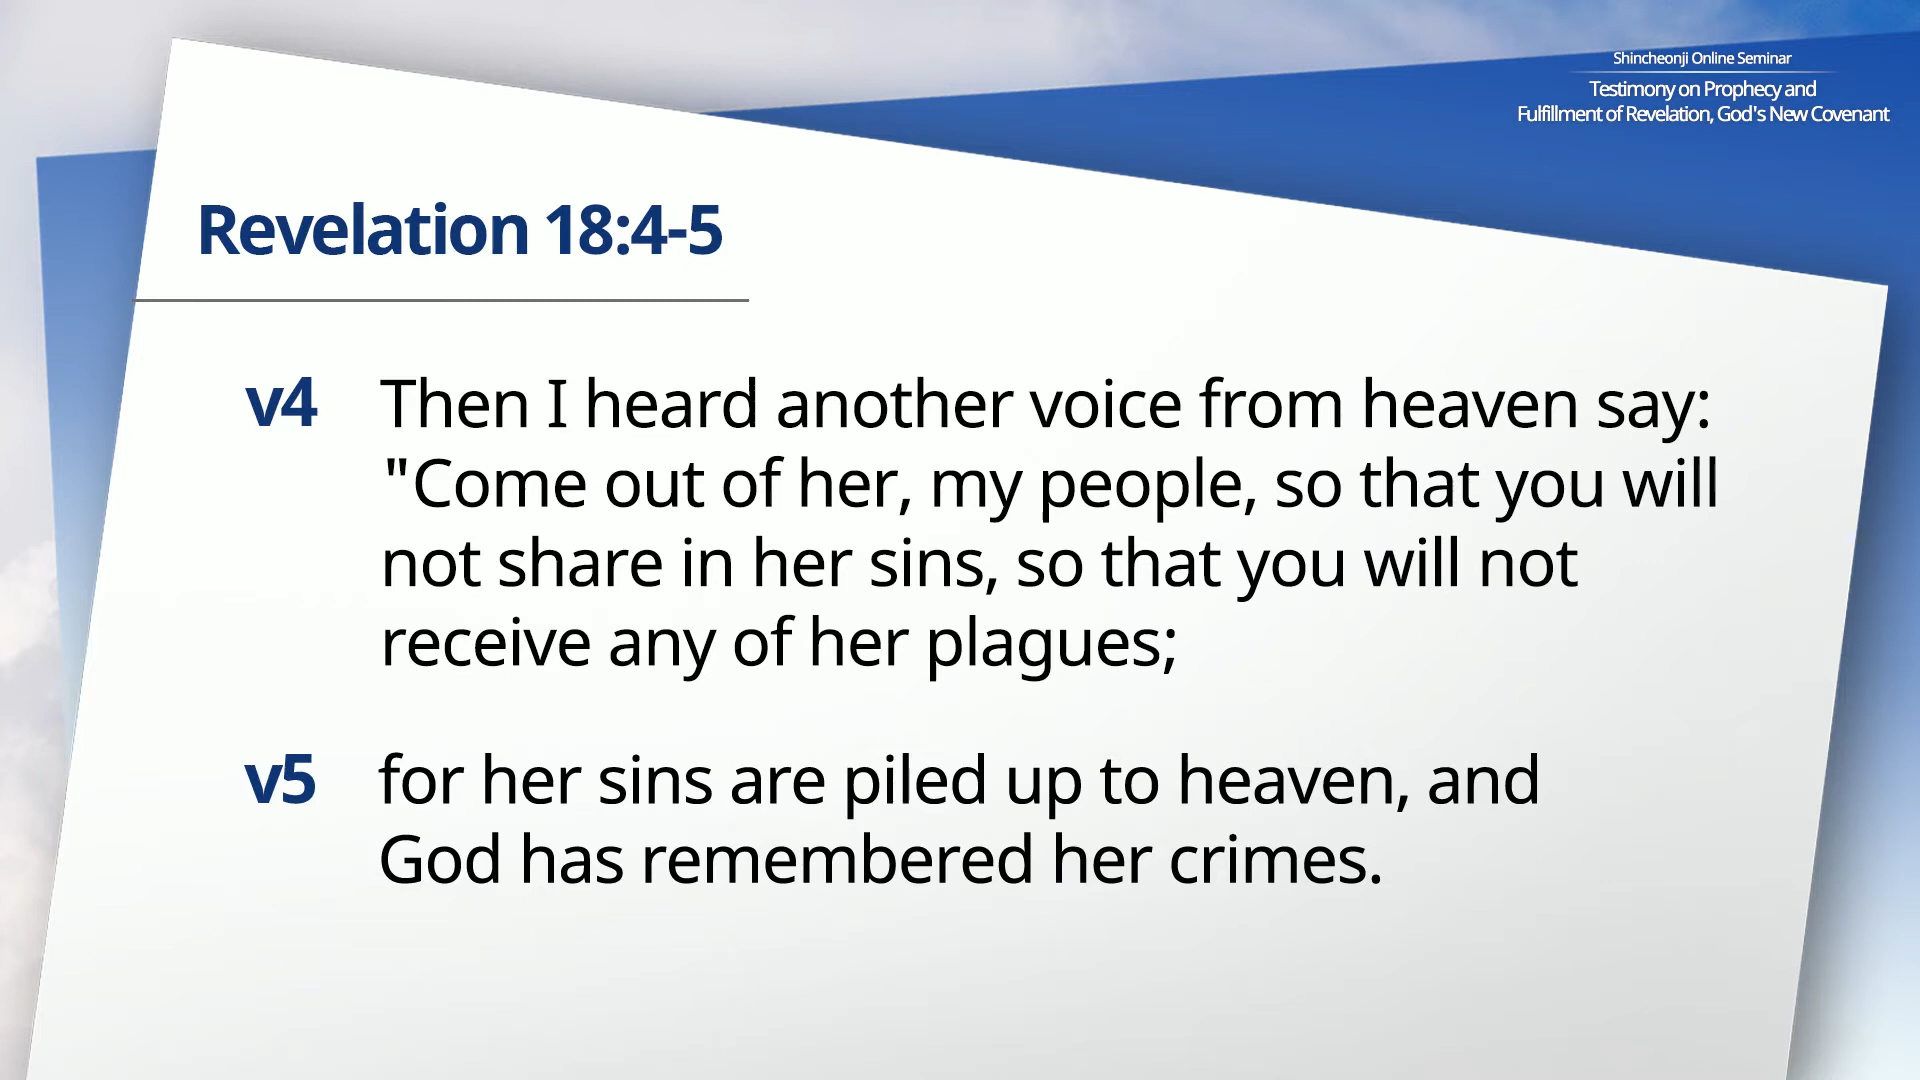 Shincheonji Online Seminar
Testimony on Prophecy and
Fulfillment of Revelation, God's New Covenant
Revelation 18:4-5
v4 Then I heard another voice from heaven say:
"Come out of her, my people, so that you will
not share in her sins, so that you will not
receive any of her plagues;
v5 for her sins are piled up to heaven, and
God has remembered her crimes.